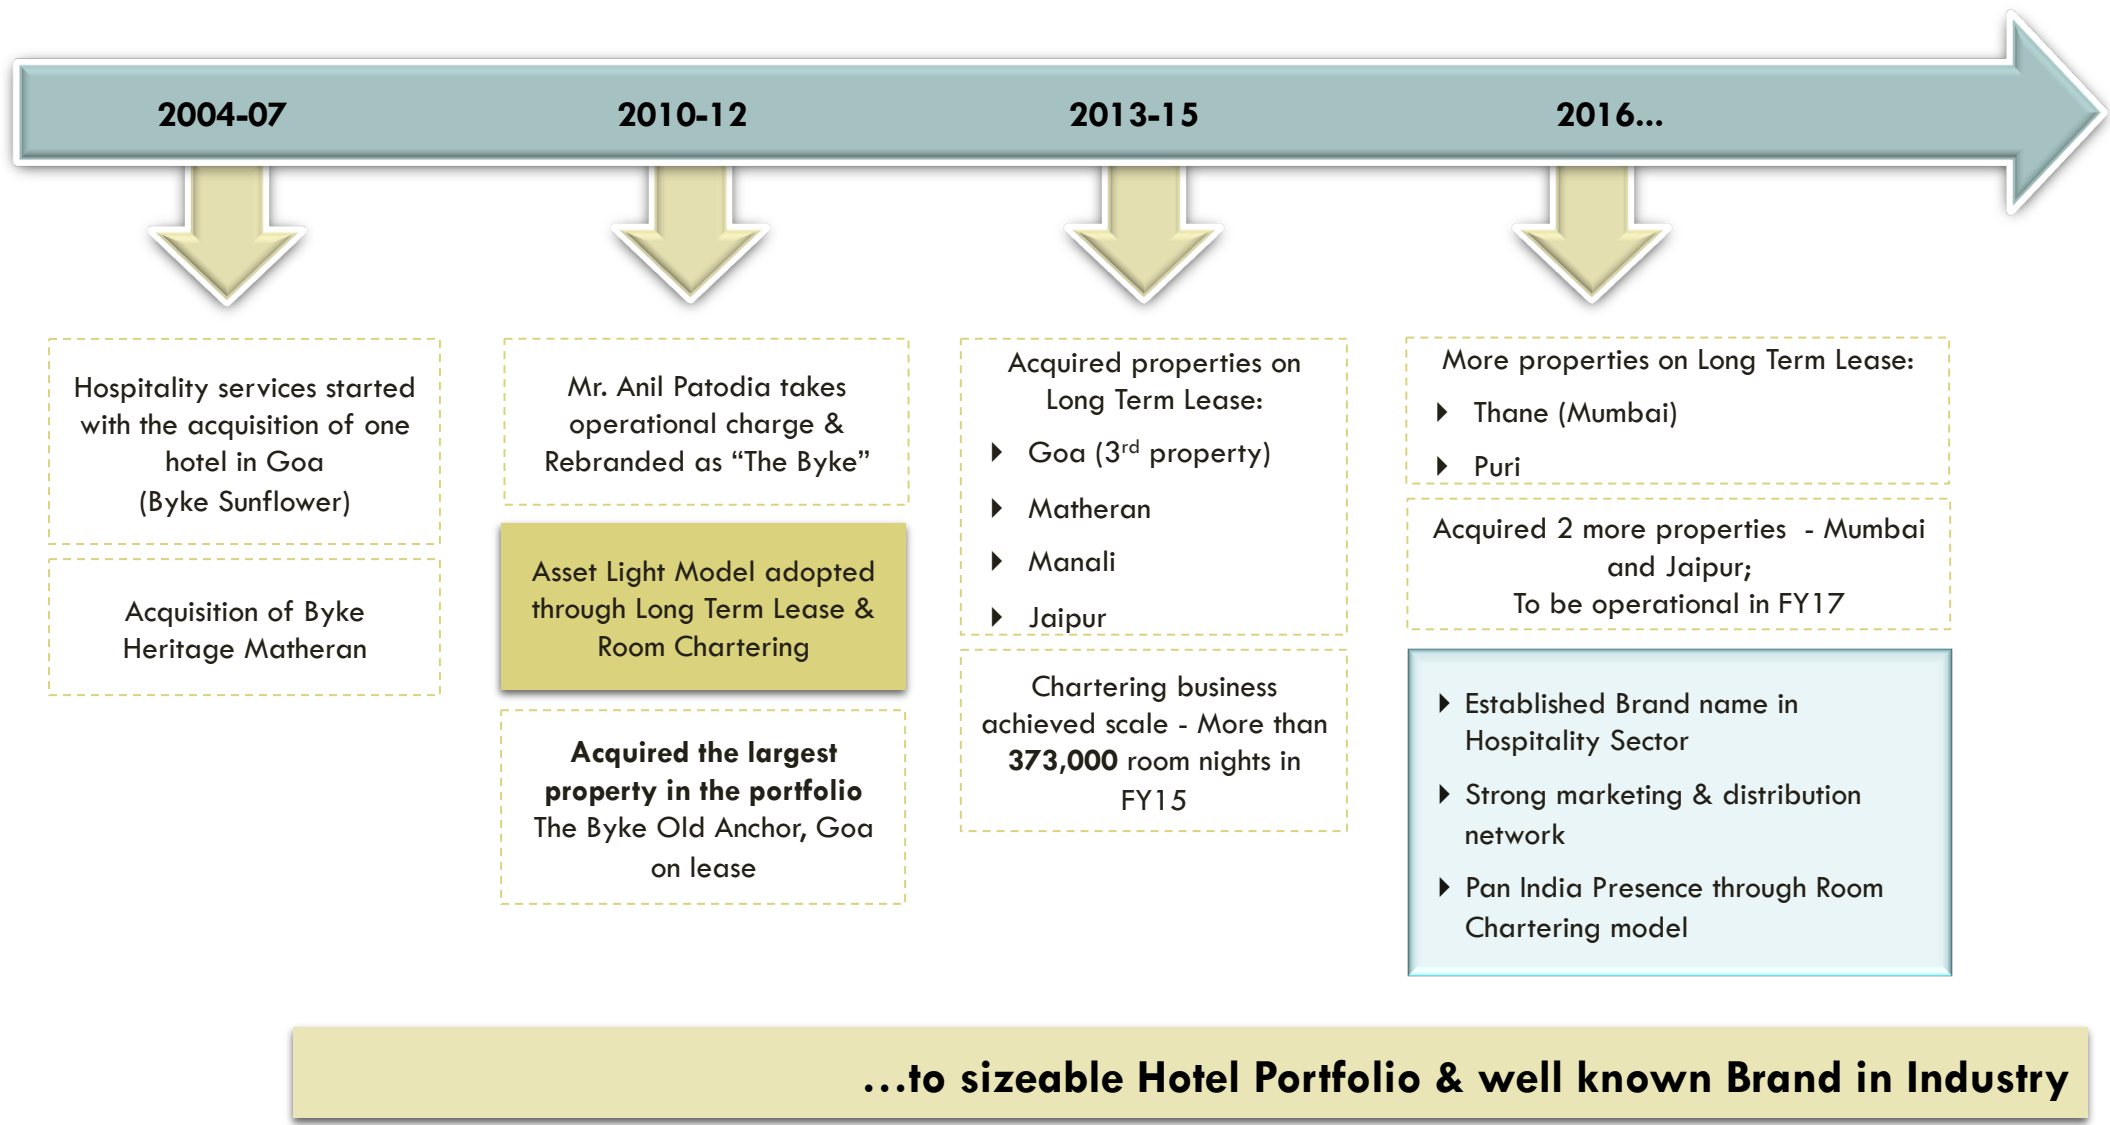 2004-07
2010-12
2013-15
2016...
Hospitality services started
with the acquisition of one
hotel in Goa
(Byke Sunflower)
Acquisition of Byke
Heritage Matheran
Mr. Anil Patodia takes
operational charge &
Rebranded as “The Byke”
Asset Light Model adopted
through Long Term Lease &
Room Chartering
Acquired the largest
property in the portfolio
The Byke Old Anchor, Goa
on lease
Acquired properties on
Long Term Lease:
Goa (3rd property)
Matheran
Manali
Jaipur
Chartering business
achieved scale - More than
373,000 room nights in
FY15
More properties on Long Term Lease:
Thane (Mumbai)
Puri
Acquired 2 more properties - Mumbai
and Jaipur;
To be operational in FY17
Established Brand name in
Hospitality Sector
Strong marketing & distribution
network
Pan India Presence through Room
Chartering model
...to sizeable Hotel Portfolio & well known Brand in Industry